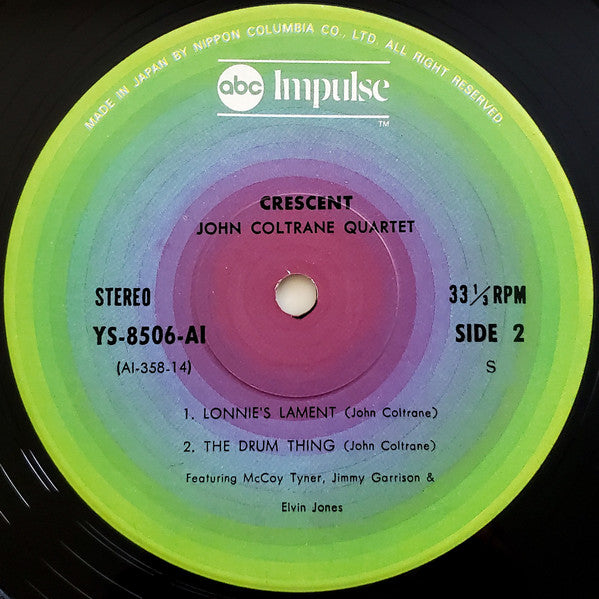 MADE IN JAPAN BY NIPPON COLUMBIA CO., LTD. ALL RIGHT RESERVED.
abc Impulse
TM
CRESCENT
JOHN COLTRANE QUARTET
STEREO
33 1/3 RPM
YS-8506-AI
SIDE 2
(AI-358-14)
S
1. LONNIE'S LAMENT (John Coltrane)
2. THE DRUM THING (John Coltrane)
Featuring McCoy Tyner, Jimmy Garrison &
Elvin Jones